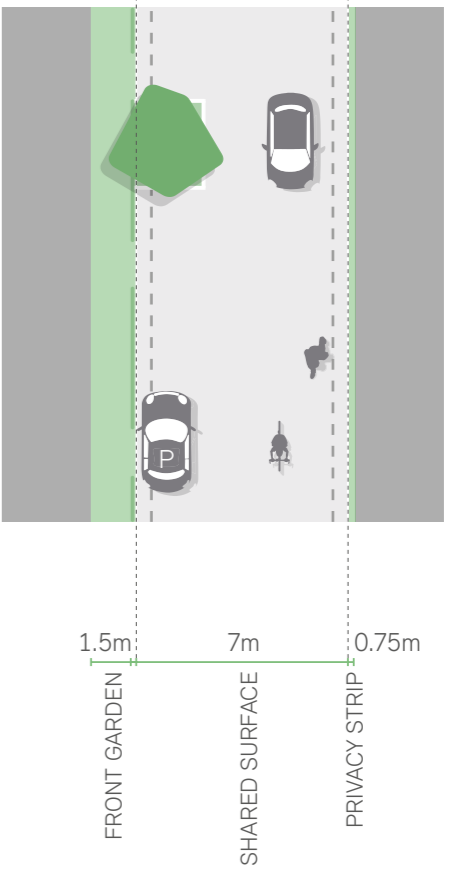 P
1.5m 7m 0.75m
FRONT GARDEN
SHARED SURFACE
PRIVACY STRIP